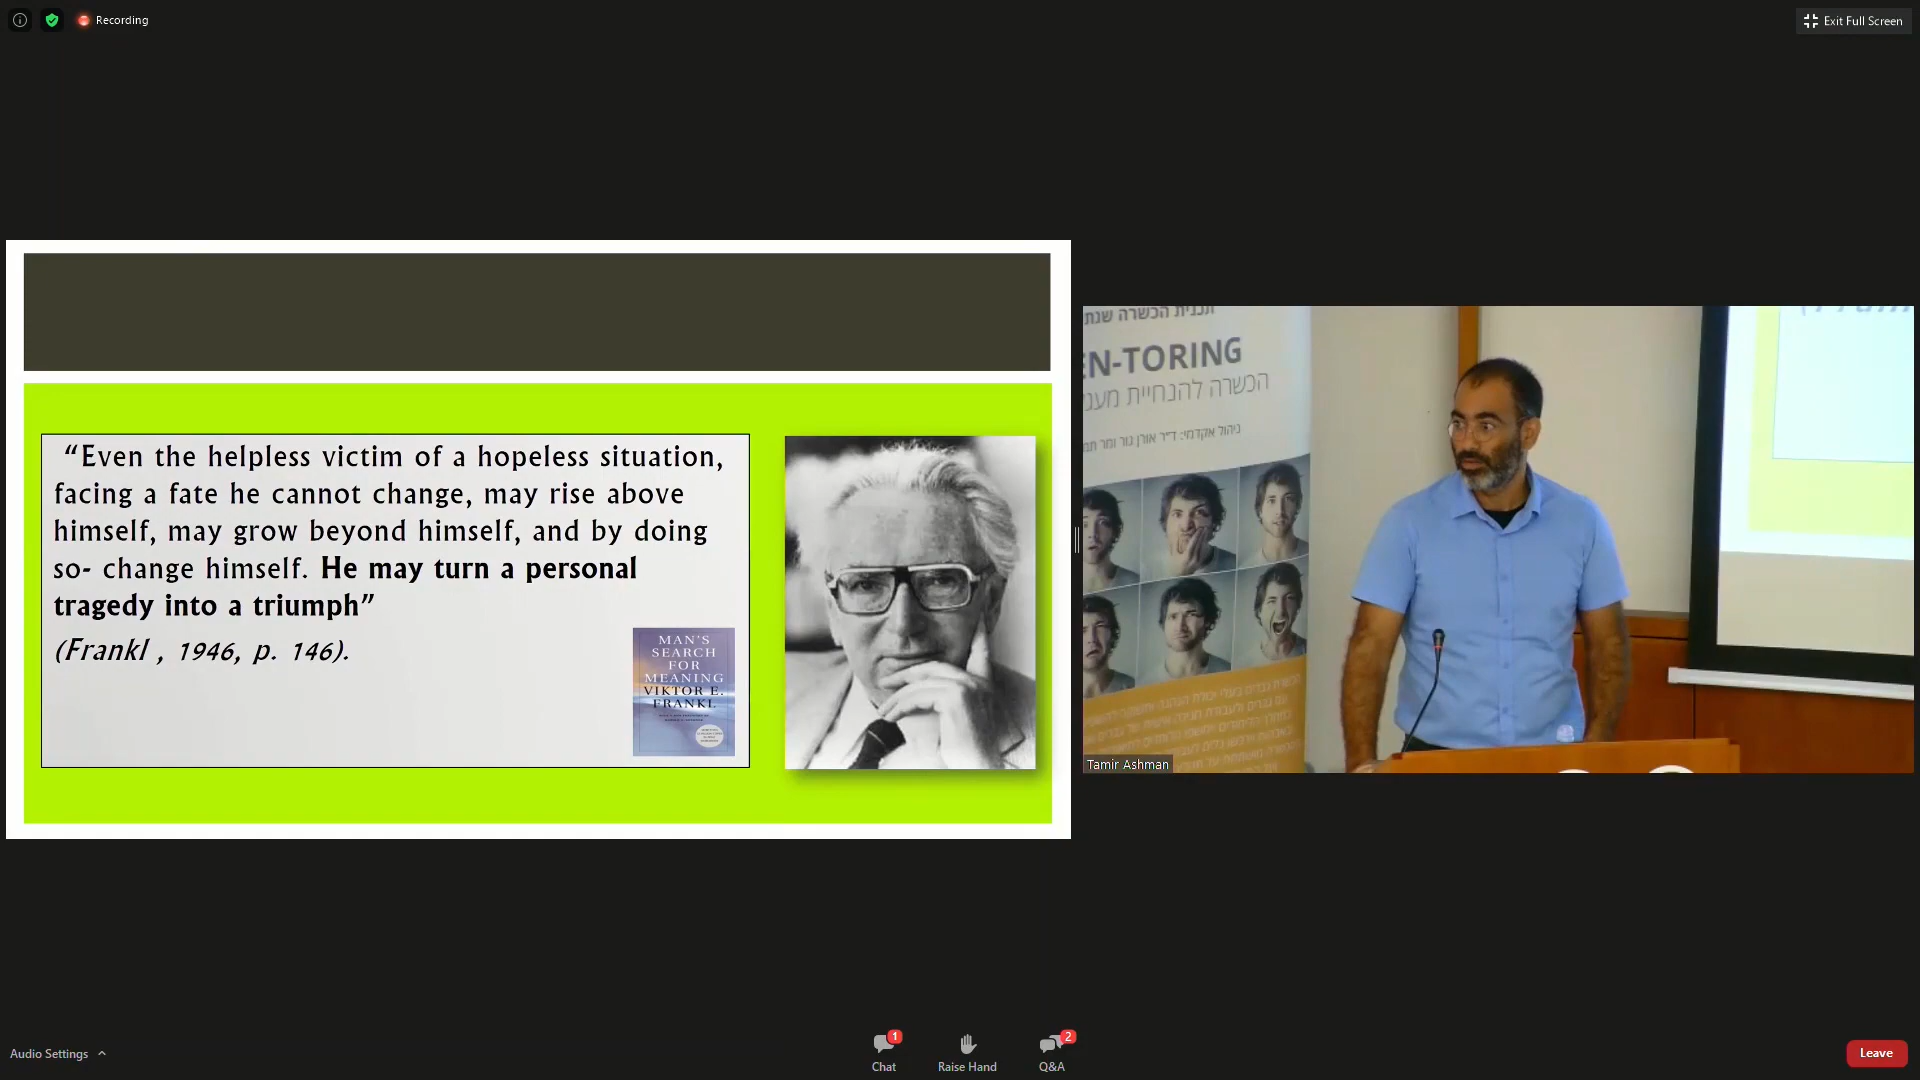 Recording
Exit Full Screen
“Even the helpless victim of a hopeless situation,
facing a fate he cannot change, may rise above
himself, may grow beyond himself, and by doing
so- change himself. He may turn a personal
tragedy into a triumph”
(Frankl , 1946, p. 146).
MAN'S
SEARCH
FOR
MEANING
VIKTOR E.
FRANKL
תכנית הכשרה שנת
EN-TORING
הכשרה להנחיית מעג
ניהול אקדמי: ד״ר אורן גור ומר תמ
Tamir Ashman
Audio Settings
1
Chat
Raise Hand
2
Q&A
Leave